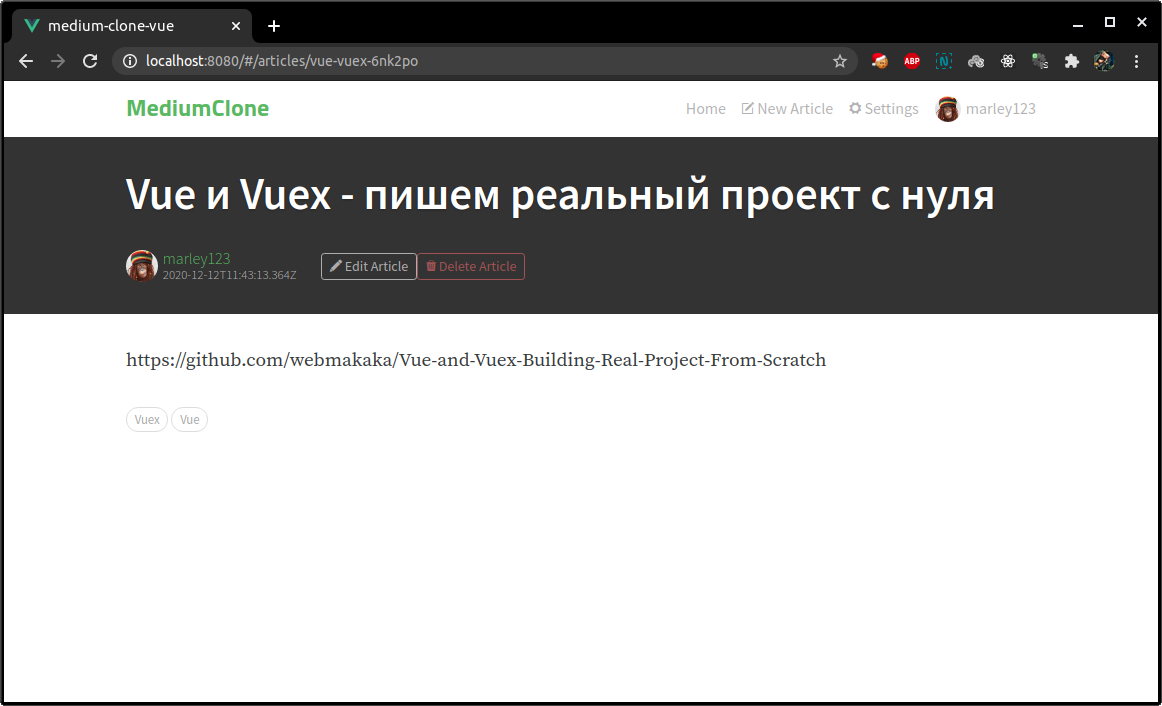 medium-clone-vue
localhost:8080/#/articles/vue-vuex-6nk2po
ABP
N
MediumClone
Home New Article Settings marley123
Vue и Vuex - пишем реальный проект с нуля
marley123
2020-12-12T11:43:13.364Z
Edit Article Delete Article
https://github.com/webmakaka/Vue-and-Vuex-Building-Real-Project-From-Scratch
Vuex Vue